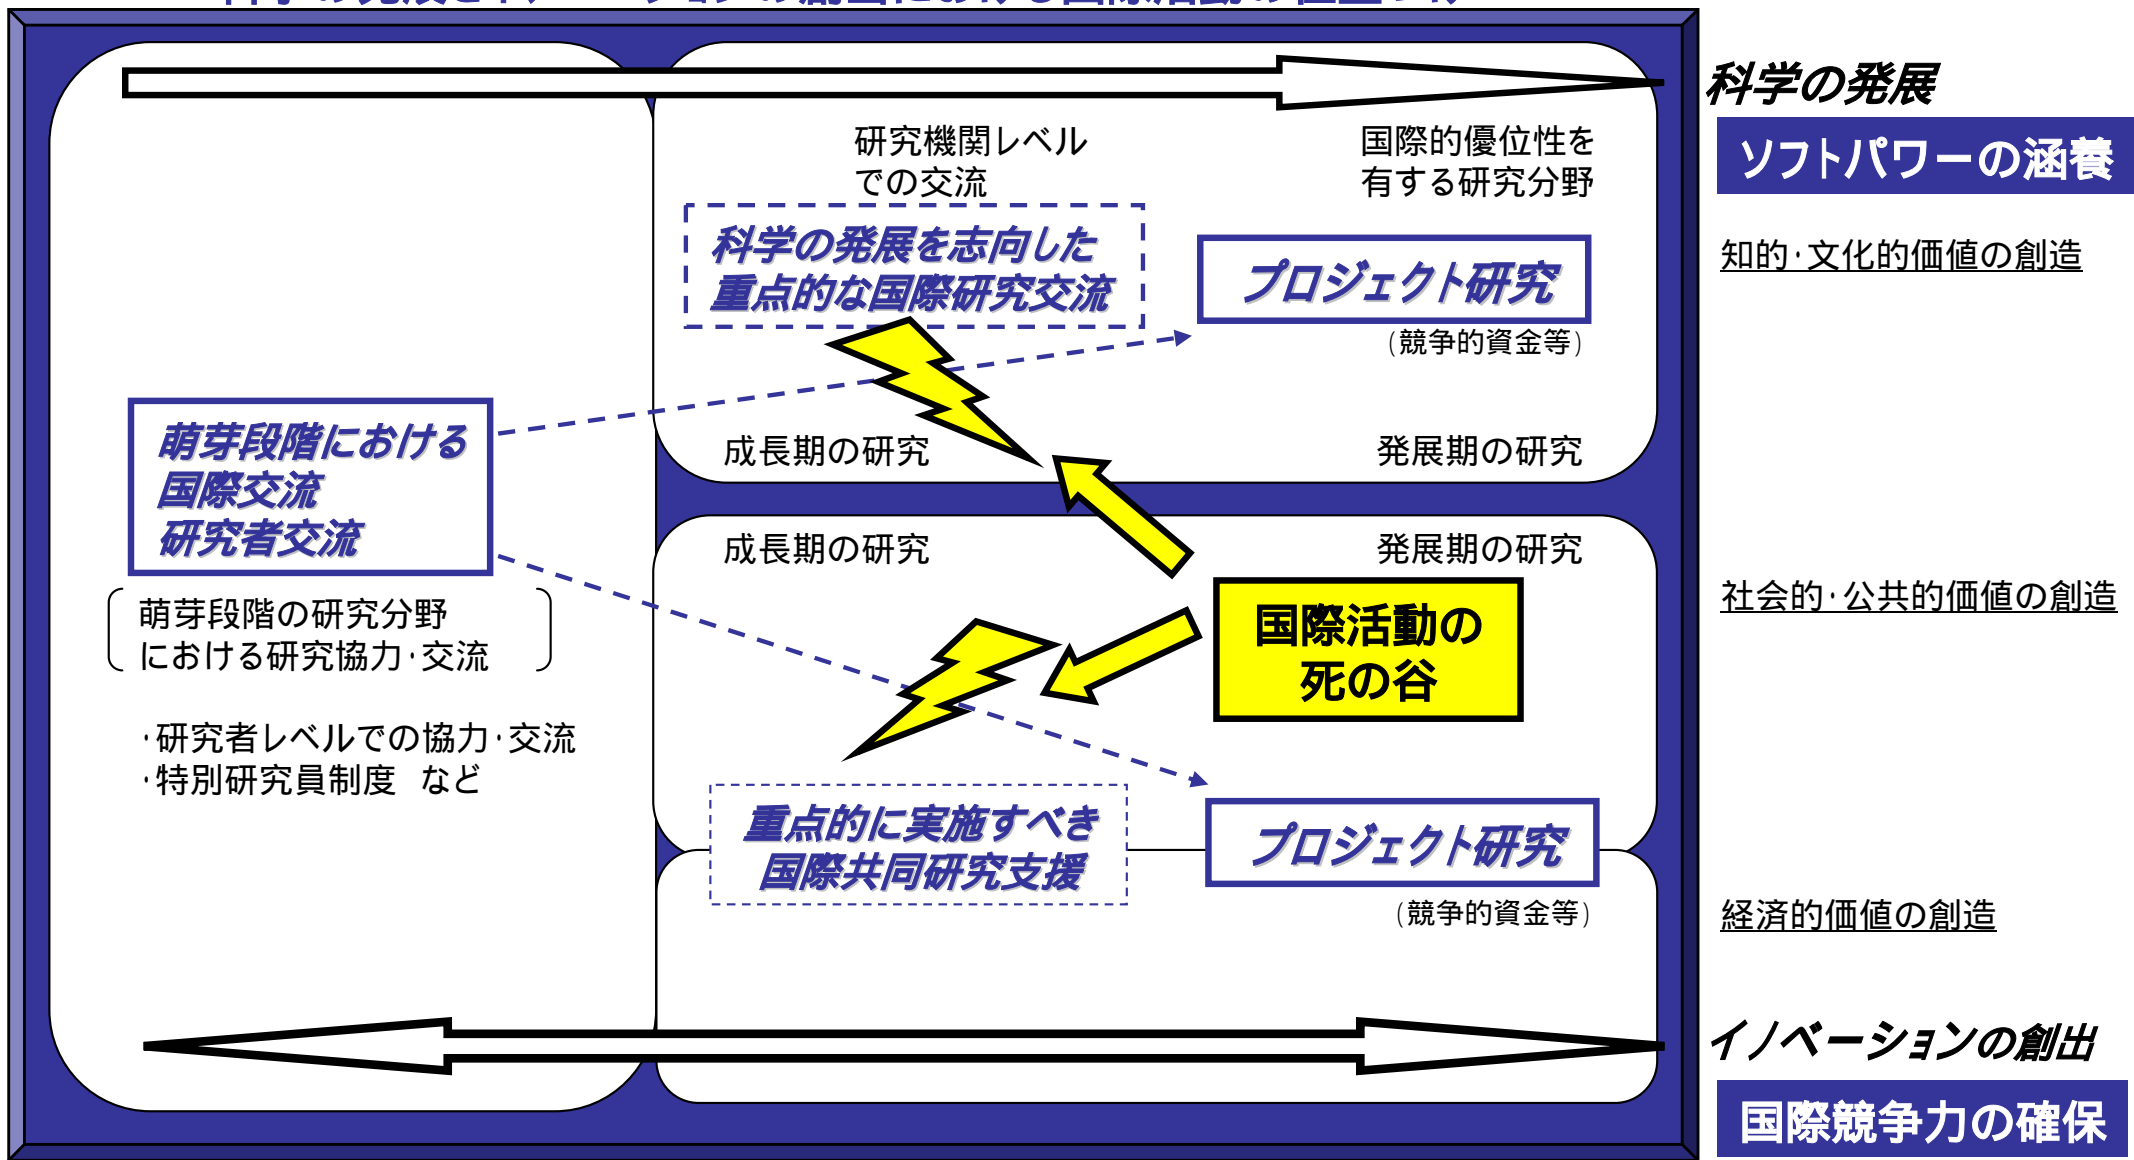 科学の発展
ソフトパワーの涵養
研究機関レベル
での交流
国際的優位性を
有する研究分野
科学の発展を志向した
重点的な国際研究交流
プロジェクト研究
(競争的資金等)
知的・文化的価値の創造
成長期の研究
発展期の研究
萌芽段階における
国際交流
研究者交流
萌芽段階の研究分野
における研究協力・交流
・研究者レベルでの協力・交流
・特別研究員制度 など
成長期の研究
発展期の研究
国際活動の
死の谷
社会的・公共的価値の創造
重点的に実施すべき
国際共同研究支援
プロジェクト研究
(競争的資金等)
経済的価値の創造
イノベーションの創出
国際競争力の確保